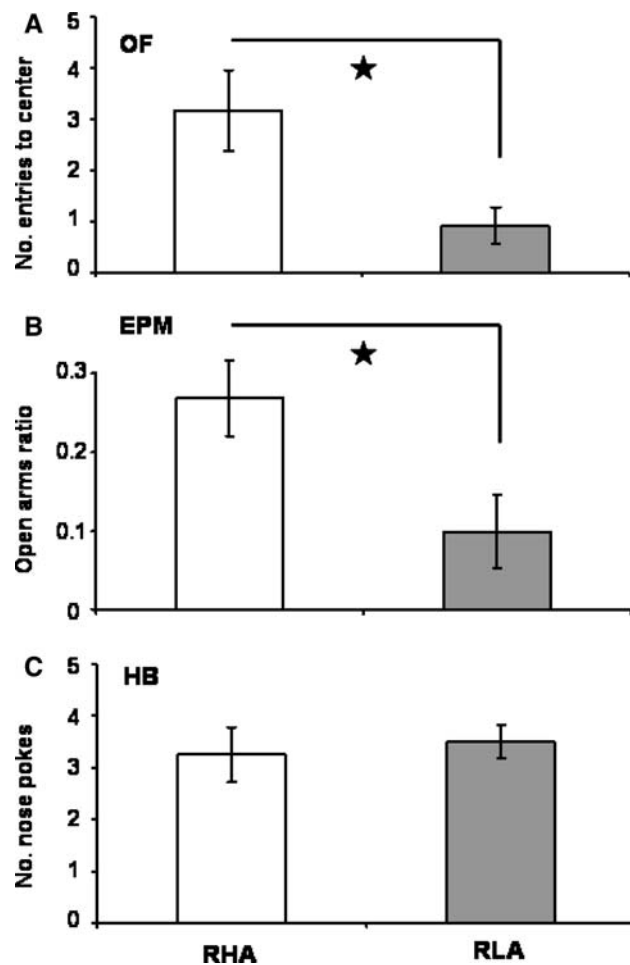 A
OF
No. entries to center
5
4
3
2
1
0
★
B
EPM
Open arms ratio
0.3
0.2
0.1
0
★
C
HB
No. nose pokes
5
4
3
2
1
0
RHA RLA